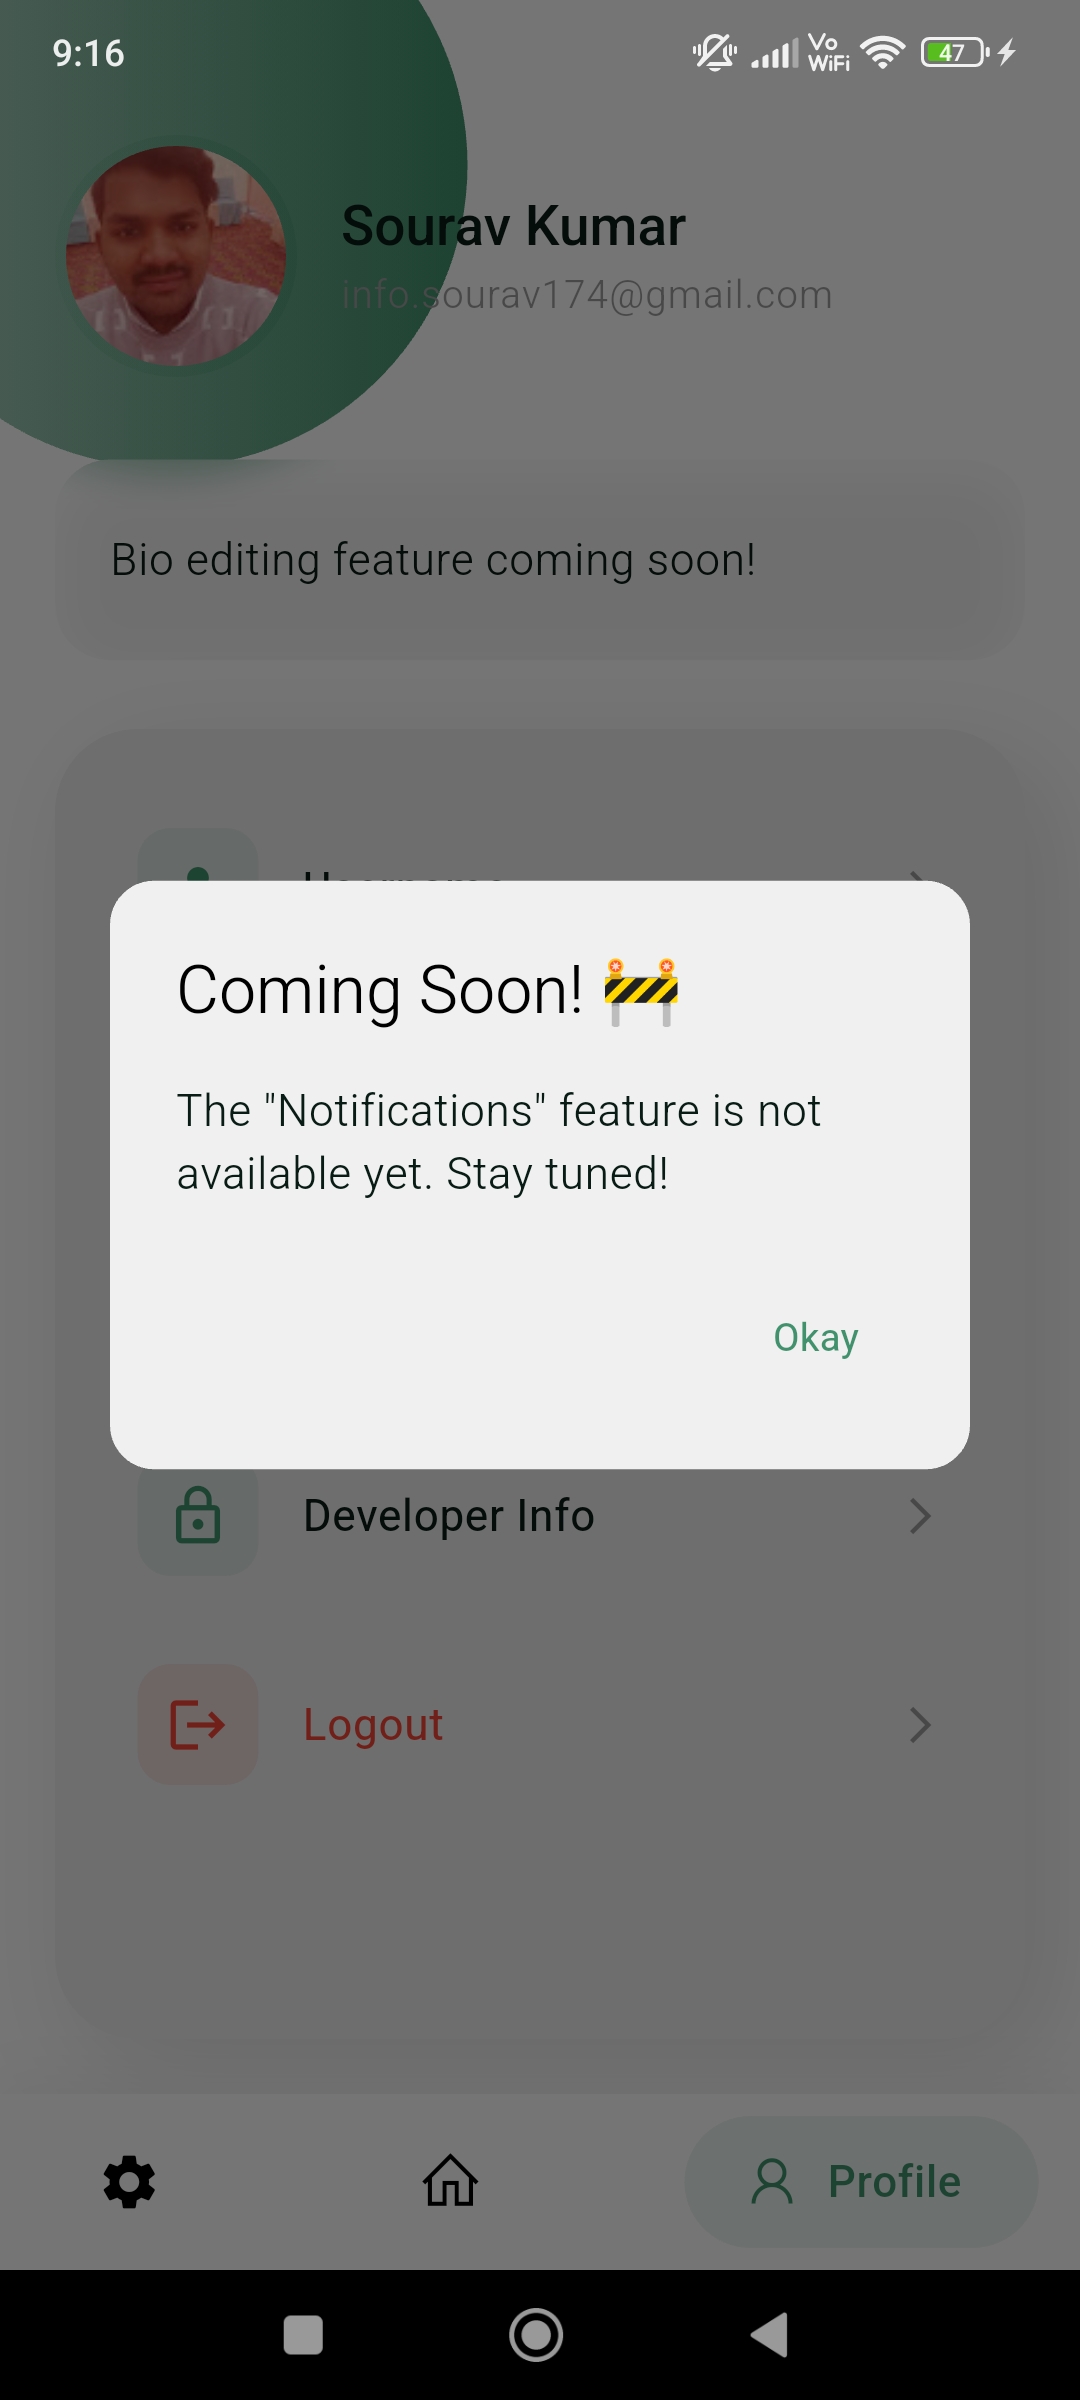 9:16
Vo
WiFi
47
Sourav Kumar
info.sourav174@gmail.com
Bio editing feature coming soon!
Coming Soon! 🚧
The "Notifications" feature is not
available yet. Stay tuned!
Okay
Developer Info
Logout
Profile